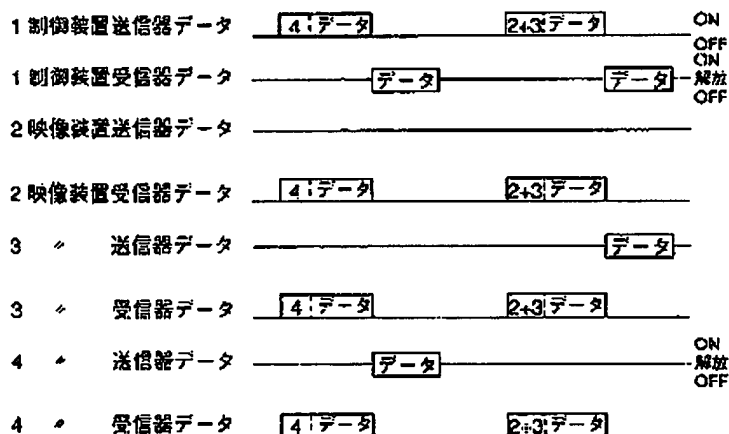 1 制御装置送信器データ 4 データ 2+3 データ ON
OFF
ON
1 制御装置受信器データ データ データ 解放
OFF
2 映像装置送信器データ
2 映像装置受信器データ 4 データ 2+3 データ
3 〃 送信器データ データ
3 〃 受信器データ 4 データ 2+3 データ
ON
4 〃 送信器データ データ 解放
OFF
4 〃 受信器データ 4 データ 2+3 データ